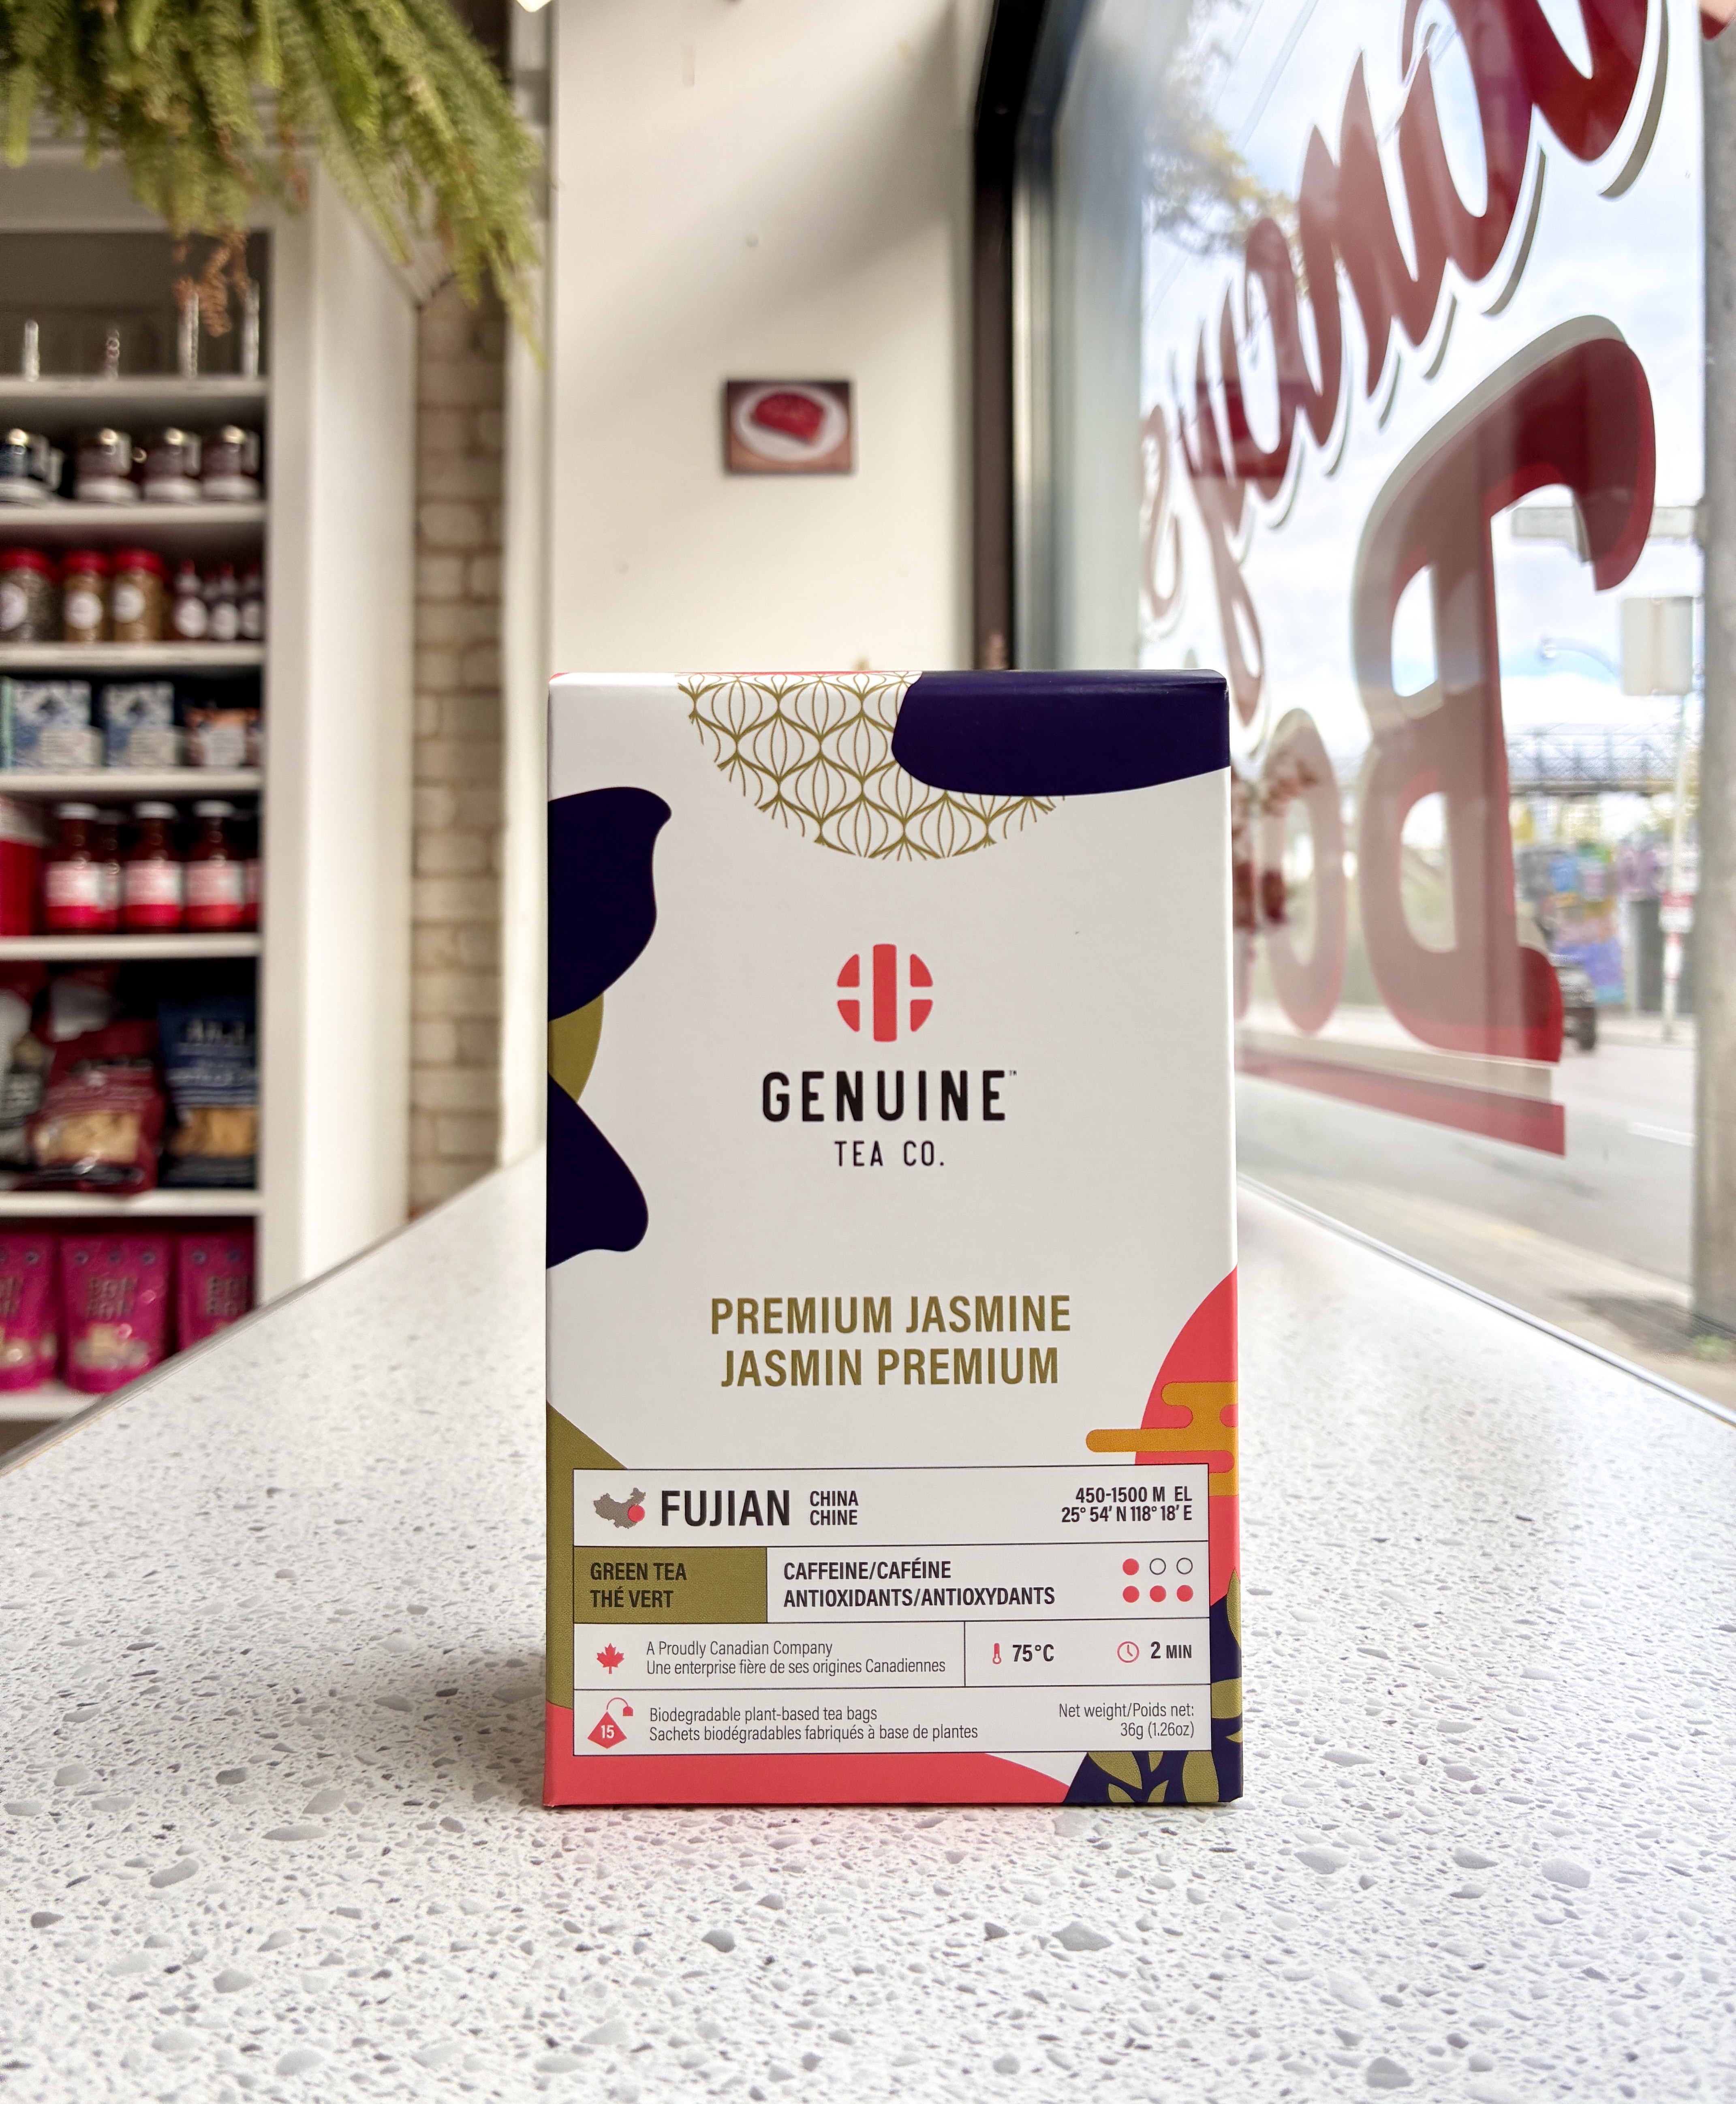 GENUINE™
TEA CO.
PREMIUM JASMINE
JASMIN PREMIUM
FUJIAN
CHINA
CHINE
450-1500 M EL
25° 54' N 118° 18' E
GREEN TEA
THÉ VERT
CAFFEINE/CAFÉINE
ANTIOXIDANTS/ANTIOXYDANTS
A Proudly Canadian Company
Une enterprise fière de ses origines Canadiennes
75°C
2 MIN
15
Biodegradable plant-based tea bags
Sachets biodégradables fabriqués à base de plantes
Net weight/Poids net:
36g (1.26oz)